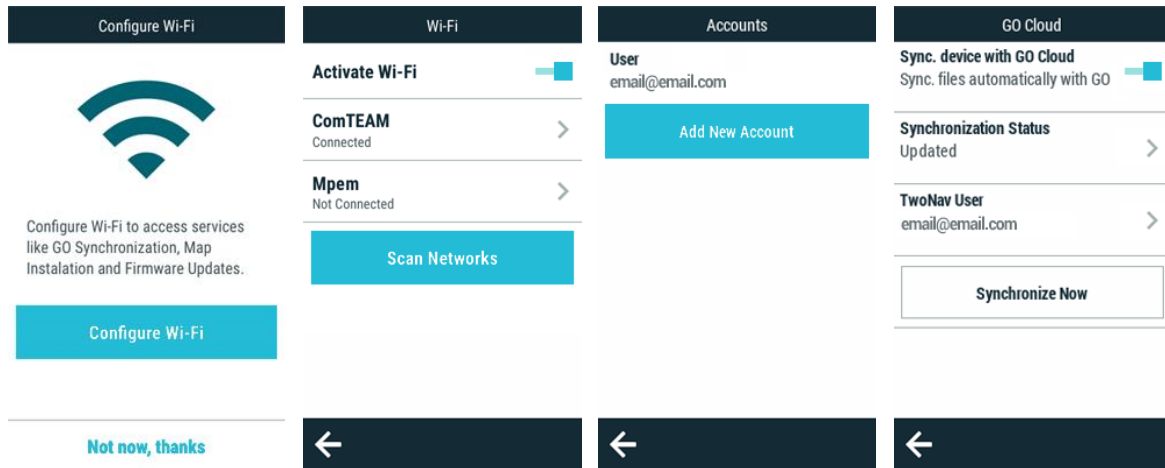 Configure Wi-Fi
Configure Wi-Fi to access services
like GO Synchronization, Map
Instalation and Firmware Updates.
Configure Wi-Fi
Not now, thanks
Wi-Fi
Activate Wi-Fi
ComTEAM
Connected
Mpem
Not Connected
Scan Networks
Accounts
User
email@email.com
Add New Account
GO Cloud
Sync. device with GO Cloud
Sync. files automatically with GO
Synchronization Status
Updated
TwoNav User
email@email.com
Synchronize Now